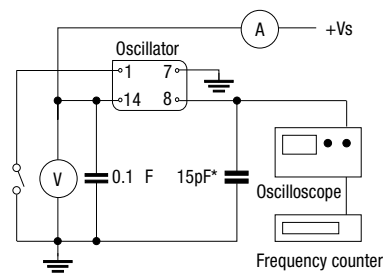 A
+Vs
Oscillator
1 7
14 8
V
0.1 F
15pF*
Oscilloscope
Frequency counter